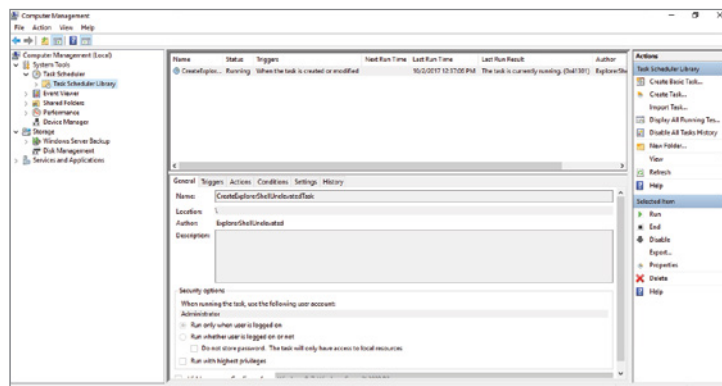 Computer Management
File Action View Help
Computer Management (Local)
System Tools
Task Scheduler
Task Scheduler Library
Event Viewer
Shared Folders
Performance
Device Manager
Storage
Windows Server Backup
Disk Management
Services and Applications
Name Status Triggers Next Run Time Last Run Time Last Run Result Author
CreateExplor... Running When the task is created or modified 10/2/2017 12:37:00 PM The task is currently running. (0x41301) ExplorerShe
General Triggers Actions Conditions Settings History
Name: CreateExplorerShellUnelevatedTask
Location: \
Author: ExplorerShellUnelevated
Description:
Security options
When running the task, use the following user account:
Administrator
Run only when user is logged on
Run whether user is logged on or not
Do not store password. The task will only have access to local resources
Run with highest privileges
Actions
Task Scheduler Library
Create Basic Task...
Create Task...
Import Task...
Display All Running Tas...
Disable All Tasks History
New Folder...
View
Refresh
Help
Selected Item
Run
End
Disable
Export...
Properties
Delete
Help